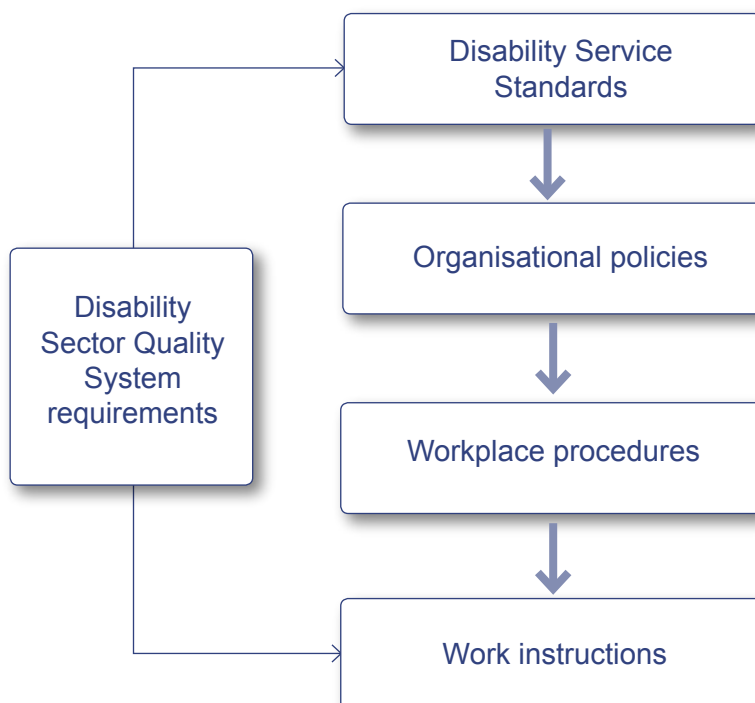 Disability Service
Standards
Organisational policies
Disability
Sector Quality
System
requirements
Workplace procedures
Work instructions